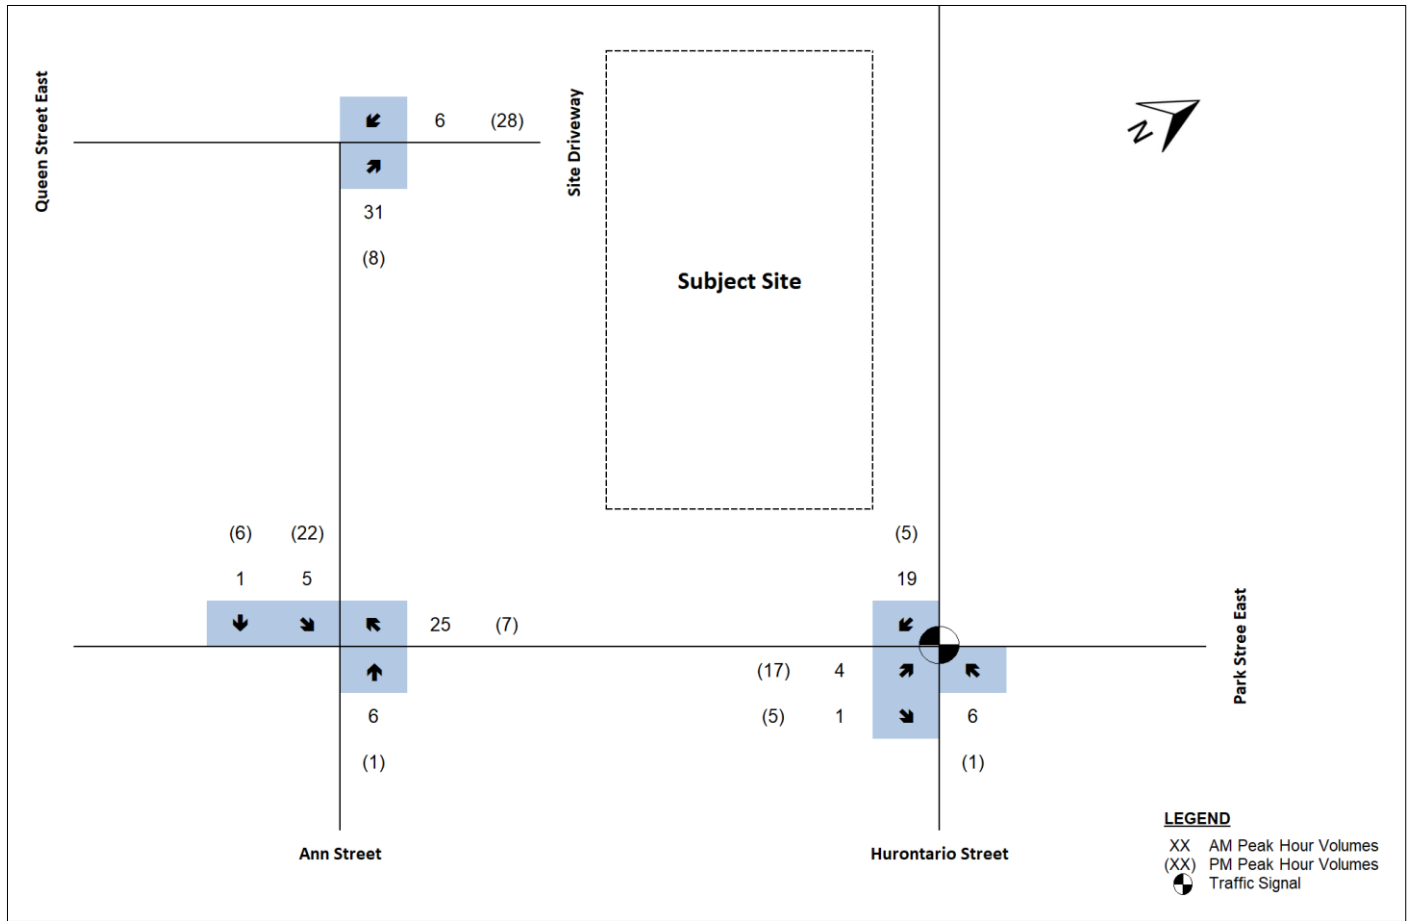 Queen Street East
Site Driveway
N
6 (28)
31
(8)
Subject Site
(6) (22)
1 5
25 (7)
6
(1)
(5)
19
(17) 4
(5) 1
6
(1)
Park Stree East
Ann Street
Hurontario Street
LEGEND
XX AM Peak Hour Volumes
(XX) PM Peak Hour Volumes
Traffic Signal